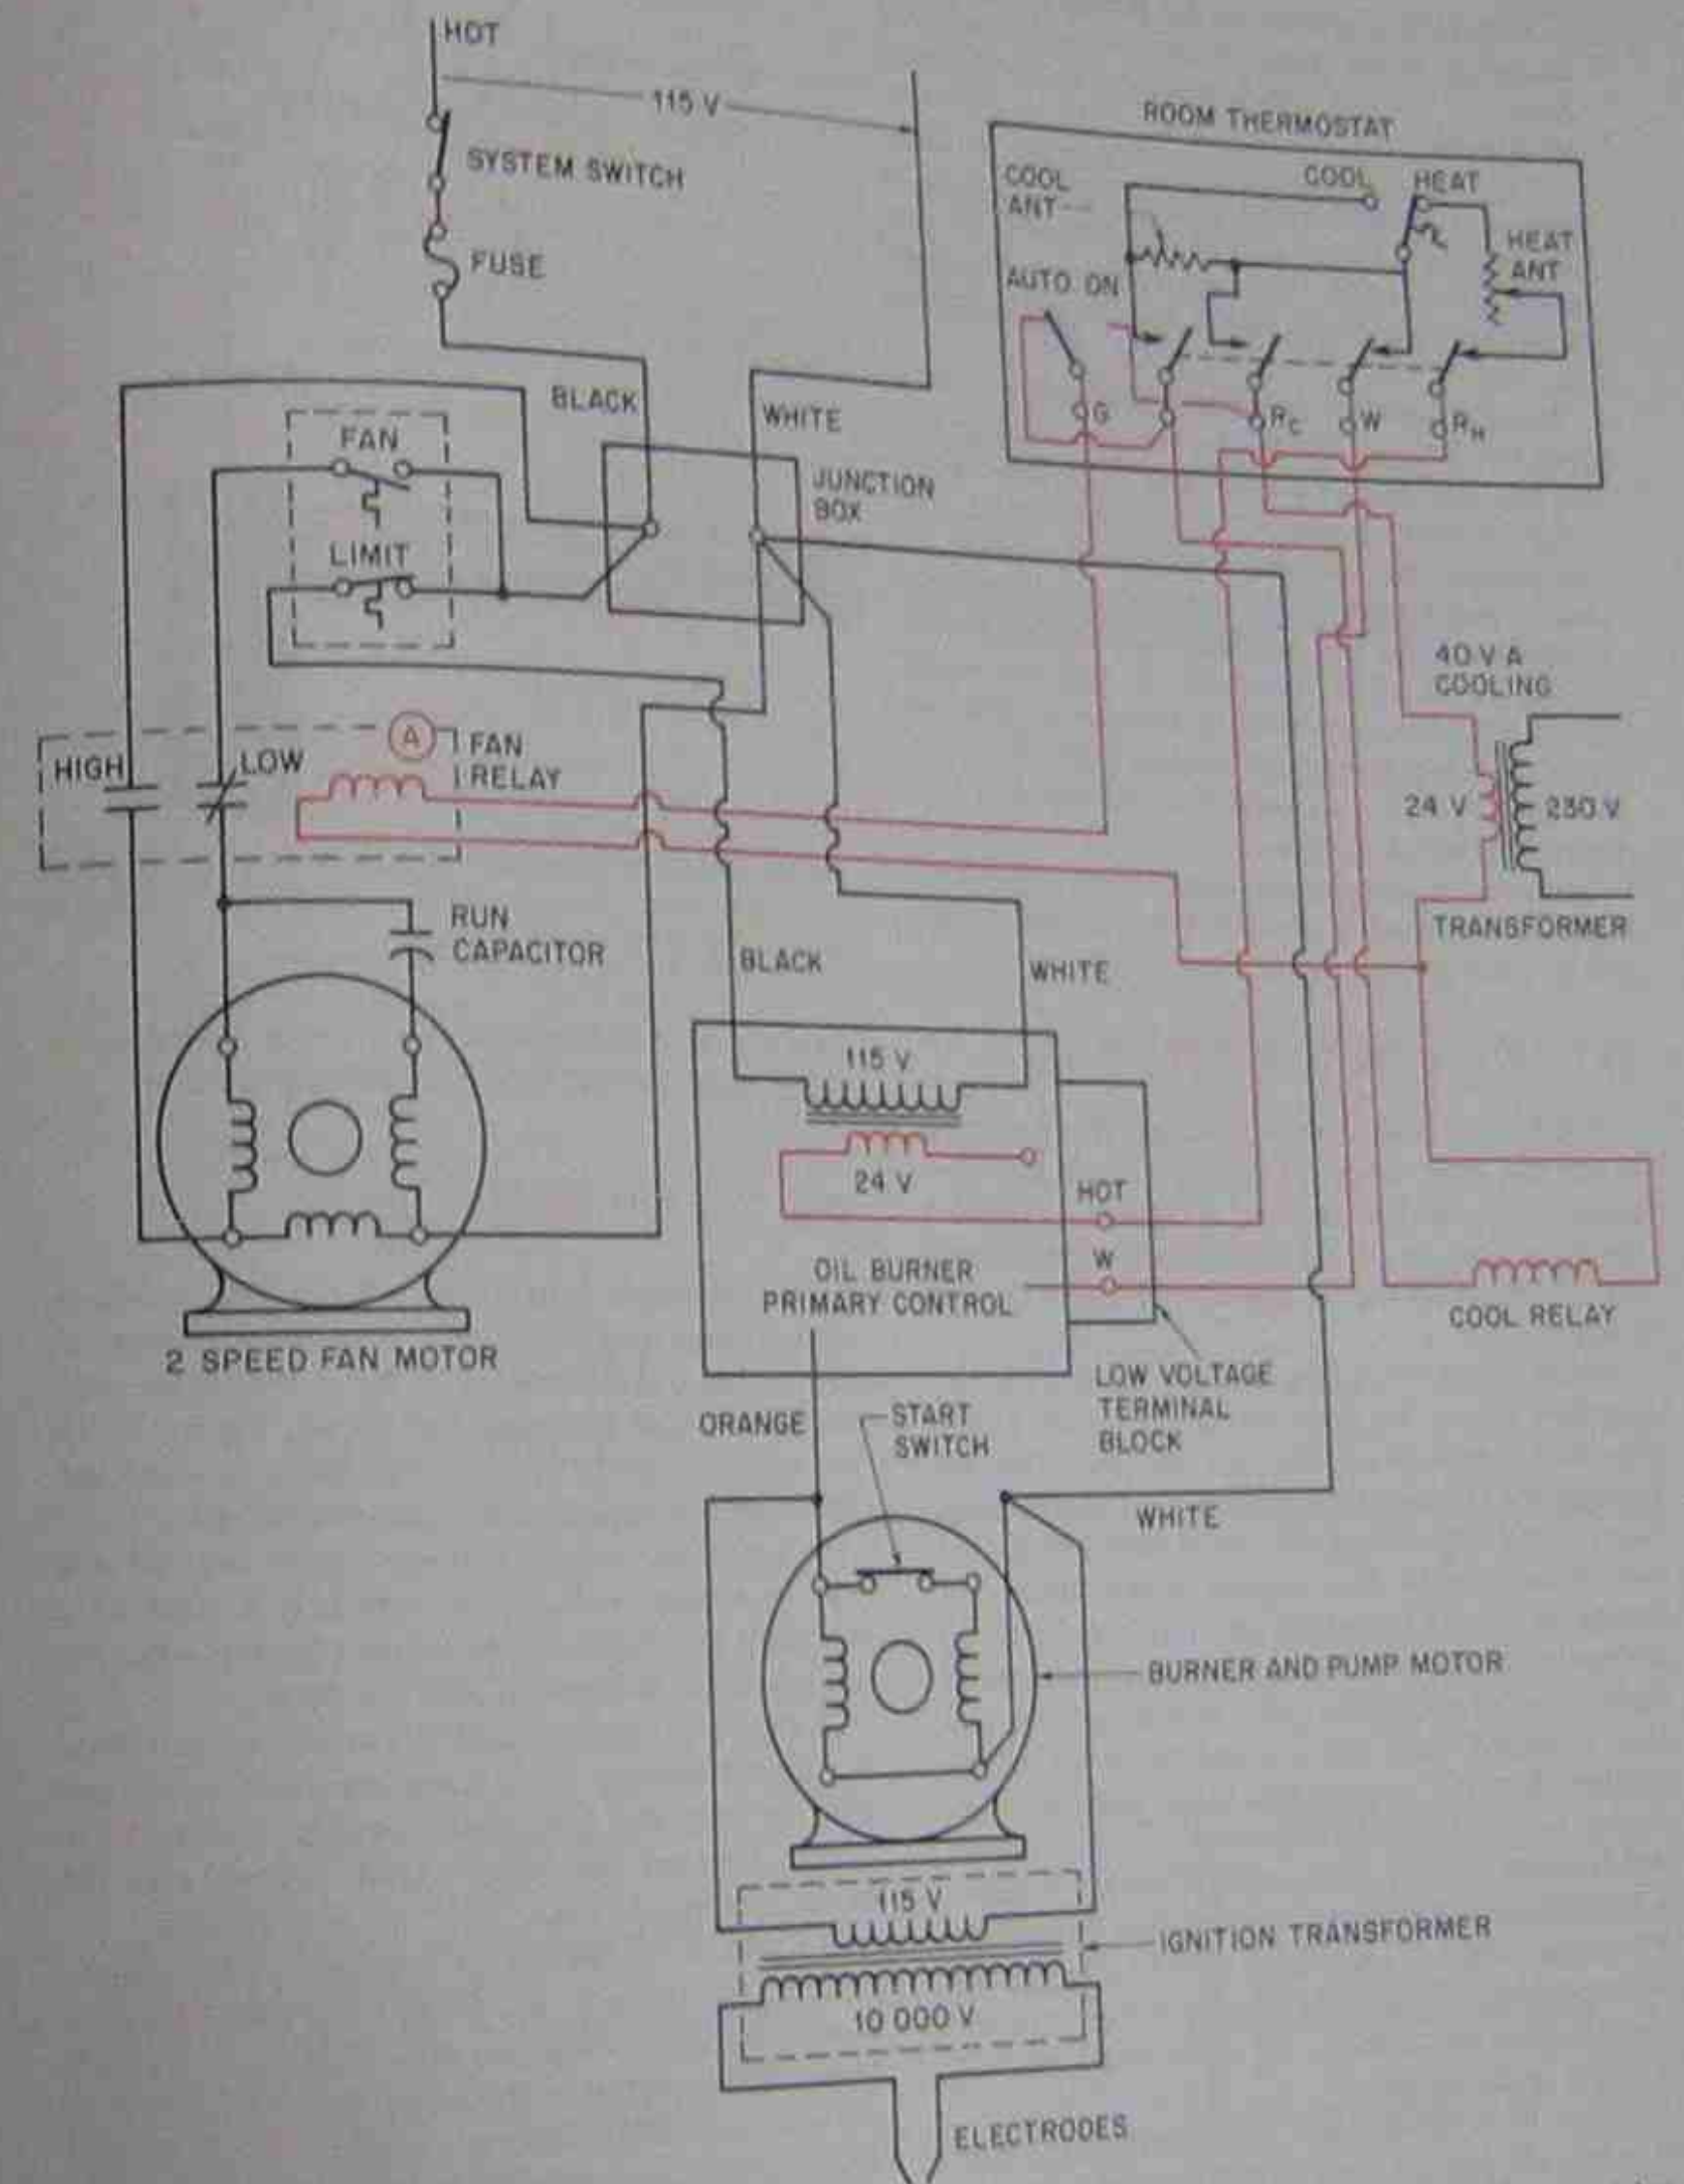 HOT
115 V
SYSTEM SWITCH
FUSE
ROOM THERMOSTAT
COOL
ANT
COOL
HEAT
HEAT
ANT
AUTO ON
G
RC
W
RH
BLACK
WHITE
JUNCTION
BOX
FAN
LIMIT
40 V A
COOLING
24 V
230 V
TRANSFORMER
HIGH
LOW
A
FAN
RELAY
RUN
CAPACITOR
BLACK
WHITE
115 V
24 V
HOT
W
OIL BURNER
PRIMARY CONTROL
COOL RELAY
2 SPEED FAN MOTOR
LOW VOLTAGE
TERMINAL
BLOCK
ORANGE
START
SWITCH
WHITE
BURNER AND PUMP MOTOR
115 V
IGNITION TRANSFORMER
10 000 V
ELECTRODES